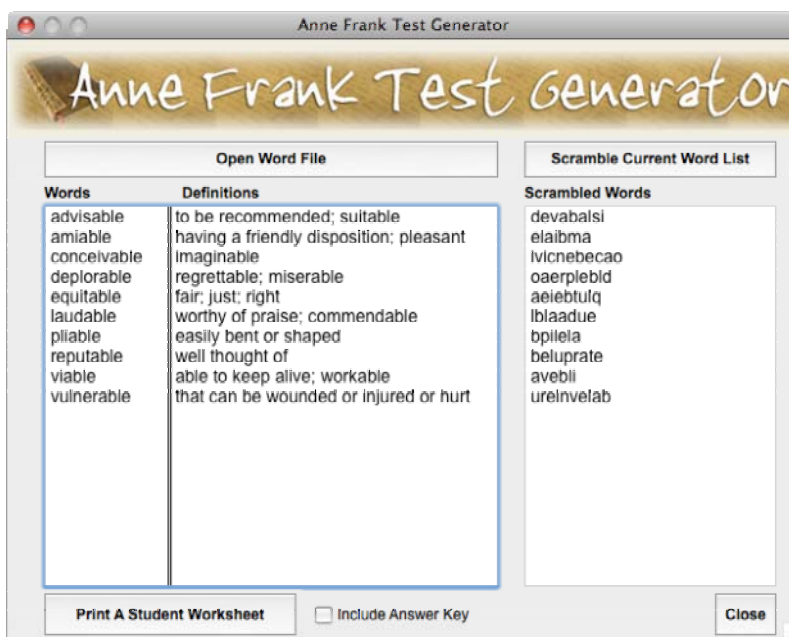 Anne Frank Test Generator
Anne Frank Test Generator
Open Word File
Scramble Current Word List
Words Definitions
Scrambled Words
advisable to be recommended; suitable
amiable having a friendly disposition; pleasant
conceivable imaginable
deplorable regrettable; miserable
equitable fair; just; right
laudable worthy of praise; commendable
pliable easily bent or shaped
reputable well thought of
viable able to keep alive; workable
vulnerable that can be wounded or injured or hurt
devabalsi
elaibma
lvicnebecao
oaerplebld
aeiebtulq
lblaadue
bpilela
beluprate
avebli
urelnvelab
Print A Student Worksheet
Include Answer Key
Close